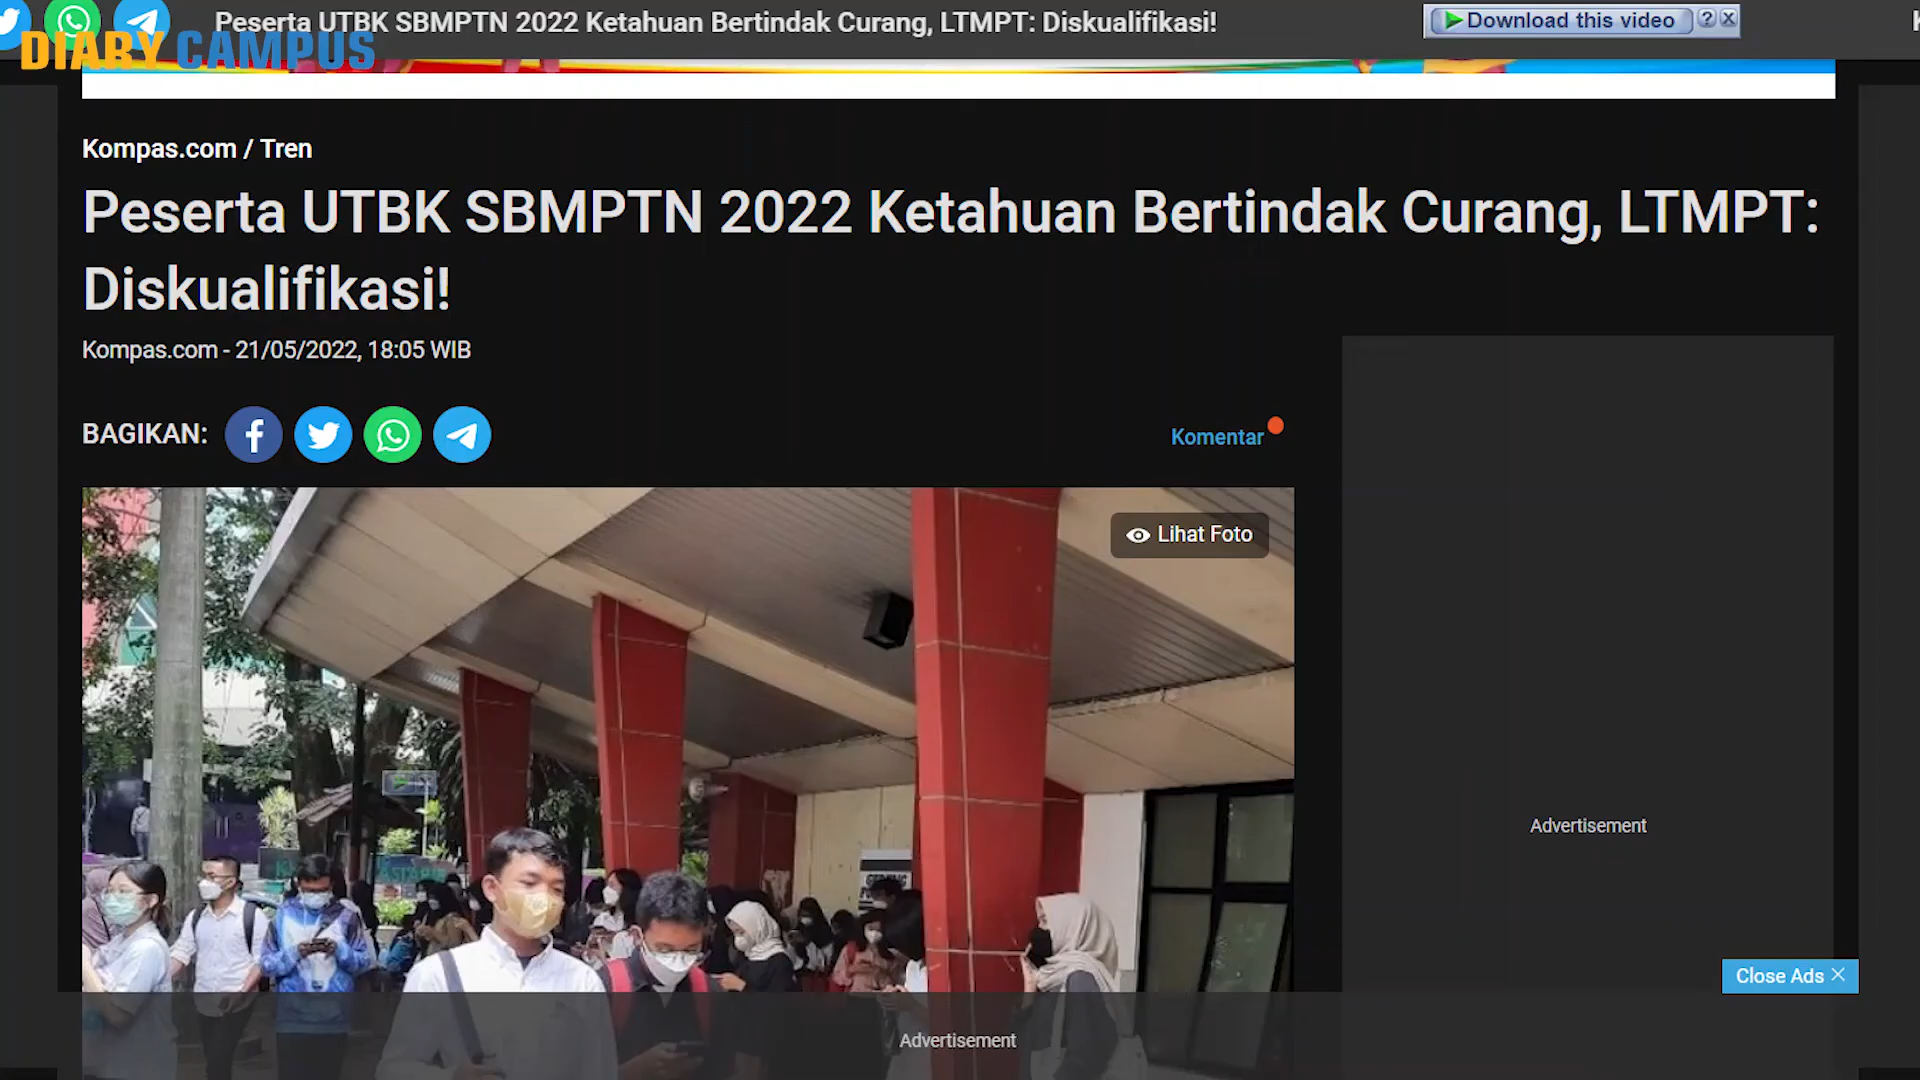 Peserta UTBK SBMPTN 2022 Ketahuan Bertindak Curang, LTMPT: Diskualifikasi!
Download this video
DIARY CAMPUS
Kompas.com / Tren
Peserta UTBK SBMPTN 2022 Ketahuan Bertindak Curang, LTMPT:
Diskualifikasi!
Kompas.com - 21/05/2022, 18:05 WIB
BAGIKAN:
Komentar
Lihat Foto
Advertisement
Close Ads
Advertisement